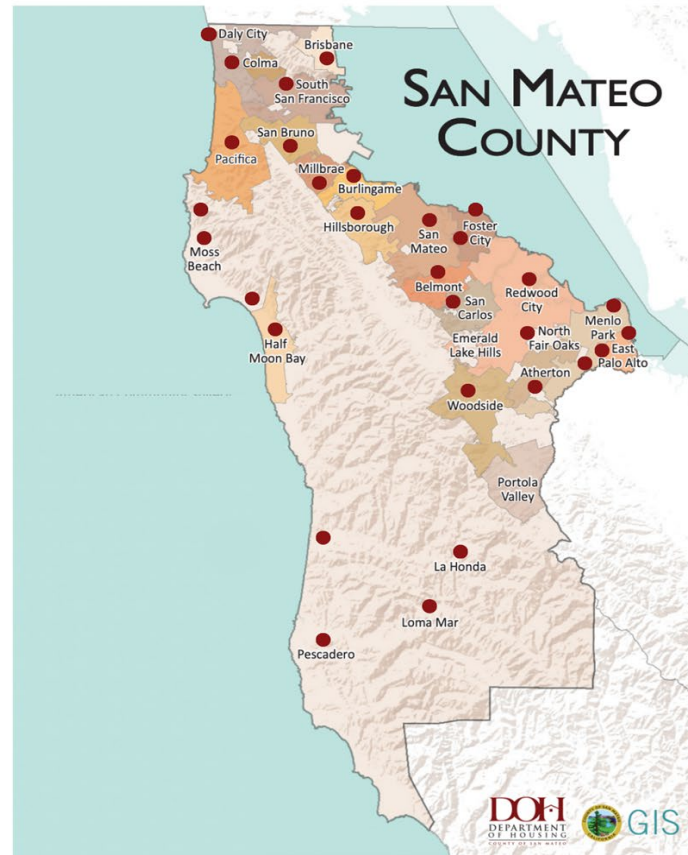 SAN MATEO
COUNTY
Daly City
Brisbane
Colma
South
San Francisco
San Bruno
Pacifica
Millbrae
Burlingame
Hillsborough
San
Mateo
Foster
City
Moss
Beach
Belmont
San
Carlos
Redwood
City
Half
Moon Bay
Emerald
Lake Hills
North
Fair Oaks
Menlo
Park
East
Palo Alto
Atherton
Woodside
Portola
Valley
La Honda
Loma Mar
Pescadero
DOH
DEPARTMENT
OF HOUSING
COUNTY OF SAN MATEO
GIS